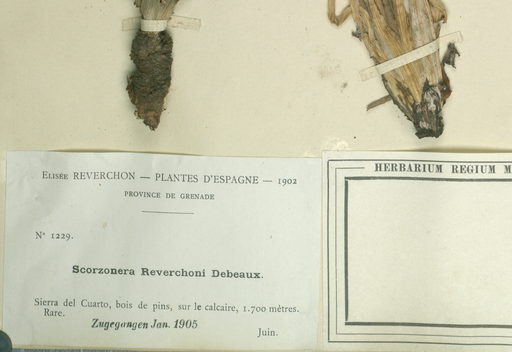 Elisée REVERCHON — PLANTES D'ESPAGNE — 1902
PROVINCE DE GRENADE
N° 1229.
Scorzonera Reverchoni Debeaux.
Sierra del Cuarto, bois de pins, sur le calcaire, 1.700 mètres.
Rare.
Zugegangen Jan. 1905
Juin.
HERBARIUM REGIUM M